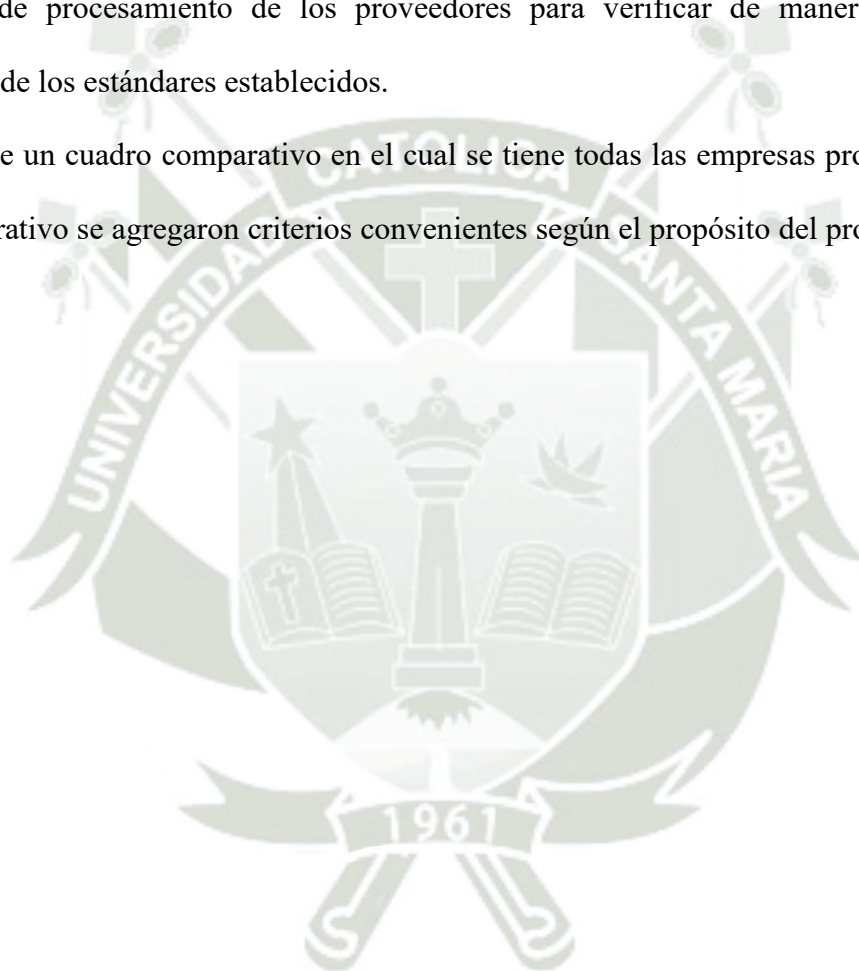 de procesamiento de los proveedores para verificar de maner
de los estándares establecidos.
e un cuadro comparativo en el cual se tiene todas las empresas pro
rativo se agregaron criterios convenientes según el propósito del pro
UNIVERSIDAD CATOLICA SANTA MARIA
1961